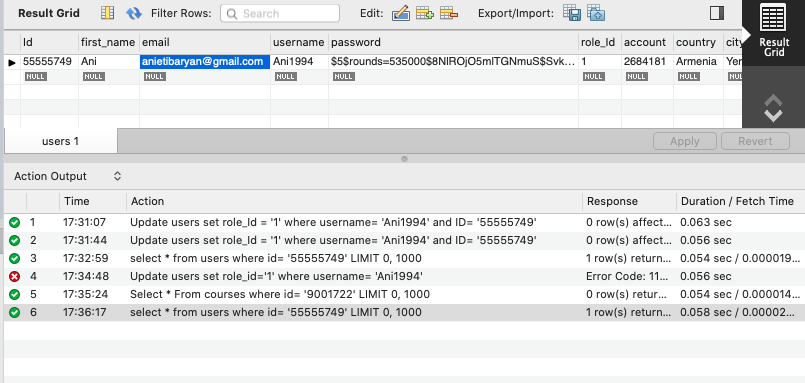 Result Grid Filter Rows: Search Edit: Export/Import:
Id first_name email username password role_Id account country city
55555749 Ani anietibaryan@gmail.com Ani1994 $5$rounds=535000$8NlROjO5mlTGNmuS$Svk... 1 2684181 Armenia Yer
NULL NULL NULL NULL NULL NULL NULL NULL NULL
Result
Grid
users 1 Apply Revert
Action Output
Time Action Response Duration / Fetch Time
1 17:31:07 Update users set role_Id = '1' where username= 'Ani1994' and ID= '55555749' 0 row(s) affect... 0.063 sec
2 17:31:44 Update users set role_Id = '1' where username= 'Ani1994' and ID= '55555749' 0 row(s) affect... 0.056 sec
3 17:32:59 select * from users where id= '55555749' LIMIT 0, 1000 1 row(s) return... 0.054 sec / 0.000019...
4 17:34:48 Update users set role_id='1' where username= 'Ani1994' Error Code: 11... 0.056 sec
5 17:35:24 Select * From courses where id= '9001722' LIMIT 0, 1000 0 row(s) retur... 0.054 sec / 0.000014...
6 17:36:17 select * from users where id= '55555749' LIMIT 0, 1000 1 row(s) return... 0.058 sec / 0.00002...